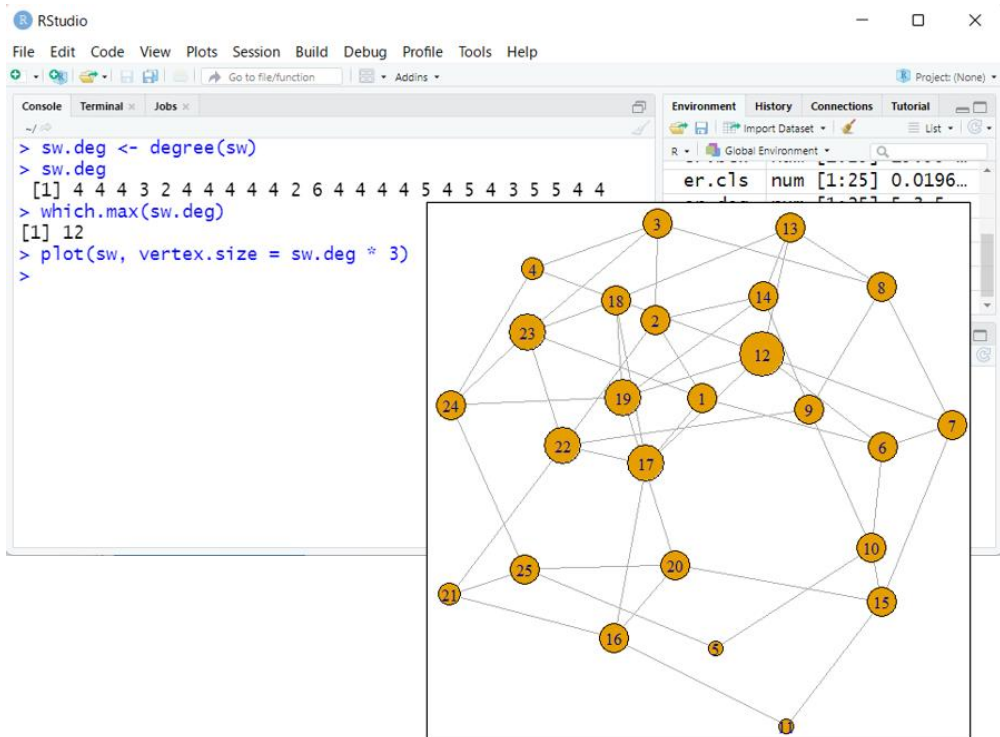 R RStudio
File Edit Code View Plots Session Build Debug Profile Tools Help
Go to file/function Addins Project: (None)
Console Terminal Jobs
~/
> sw.deg <- degree(sw)
> sw.deg
[1] 4 4 4 3 2 4 4 4 4 4 2 6 4 4 4 4 5 4 5 4 3 5 5 4 4
> which.max(sw.deg)
[1] 12
> plot(sw, vertex.size = sw.deg * 3)
>
Environment History Connections Tutorial
Import Dataset List
R Global Environment
er.cls num [1:25] 0.0196…
3
13
4
8
18
14
2
23
12
19
1
24
9
7
22
6
17
10
25
20
21
15
16
5
11